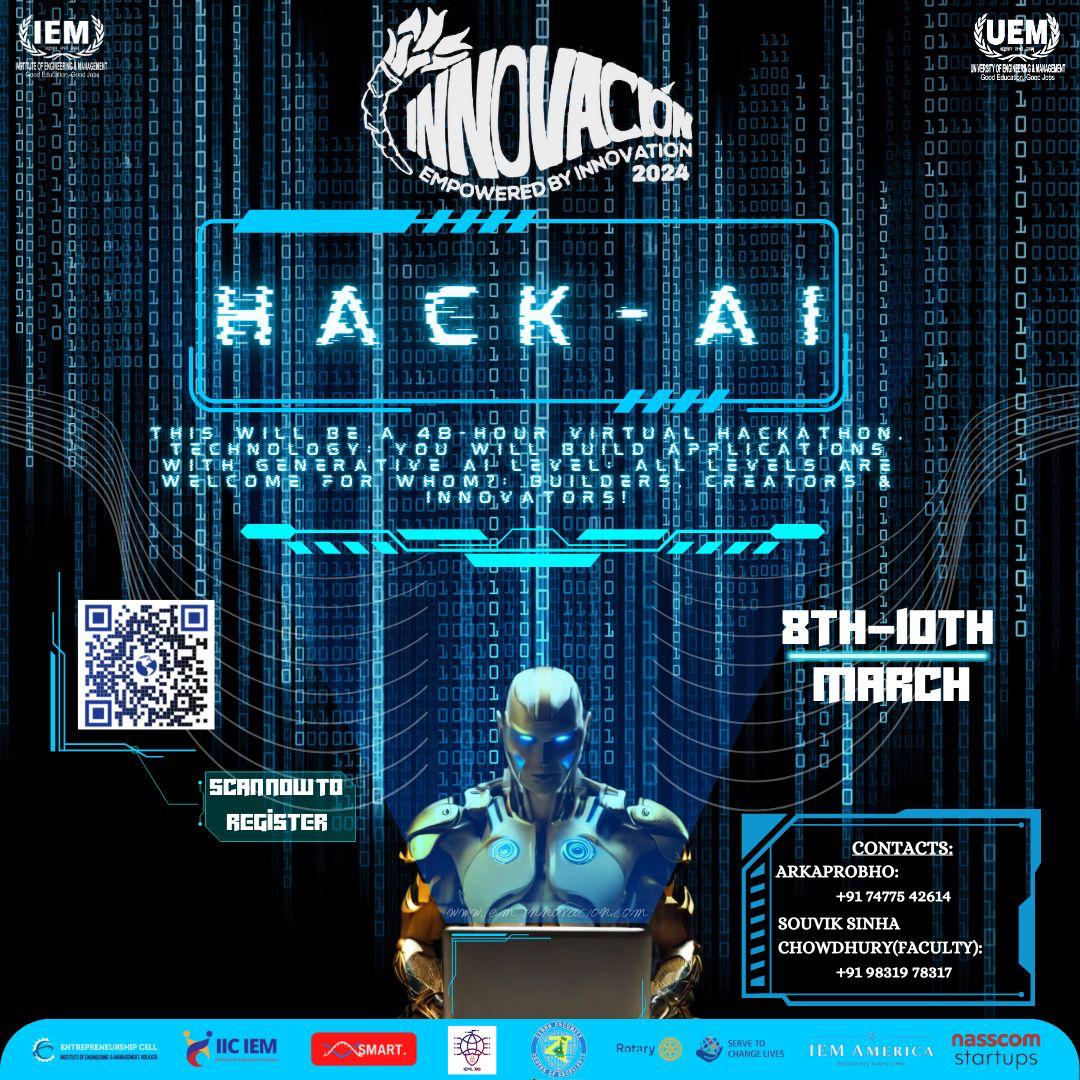 IEM
INSTITUTE OF ENGINEERING & MANAGEMENT
Good Education, Good Jobs
UEM
UNIVERSITY OF ENGINEERING & MANAGEMENT
Good Education, Good Jobs
INNOVACIÓN
EMPOWERED BY INNOVATION
2024
HACK-AI
THIS WILL BE A 48-HOUR VIRTUAL HACKATHON.
TECHNOLOGY: YOU WILL BUILD APPLICATIONS
WITH GENERATIVE AI LEVEL: ALL LEVELS ARE
WELCOME FOR WHOM?: BUILDERS, CREATORS &
INNOVATORS!
8TH-10TH
MARCH
SCAN NOW TO
REGISTER
CONTACTS:
ARKAPROBHO:
+91 74775 42614
SOUVIK SINHA
CHOWDHURY(FACULTY):
+91 98319 78317
ENTREPRENEURSHIP CELL
INSTITUTE OF ENGINEERING & MANAGEMENT, KOLKATA
IIC IEM
SMART.
Rotary
SERVE TO
CHANGE LIVES
IEM AMERICA
nasscom
startups